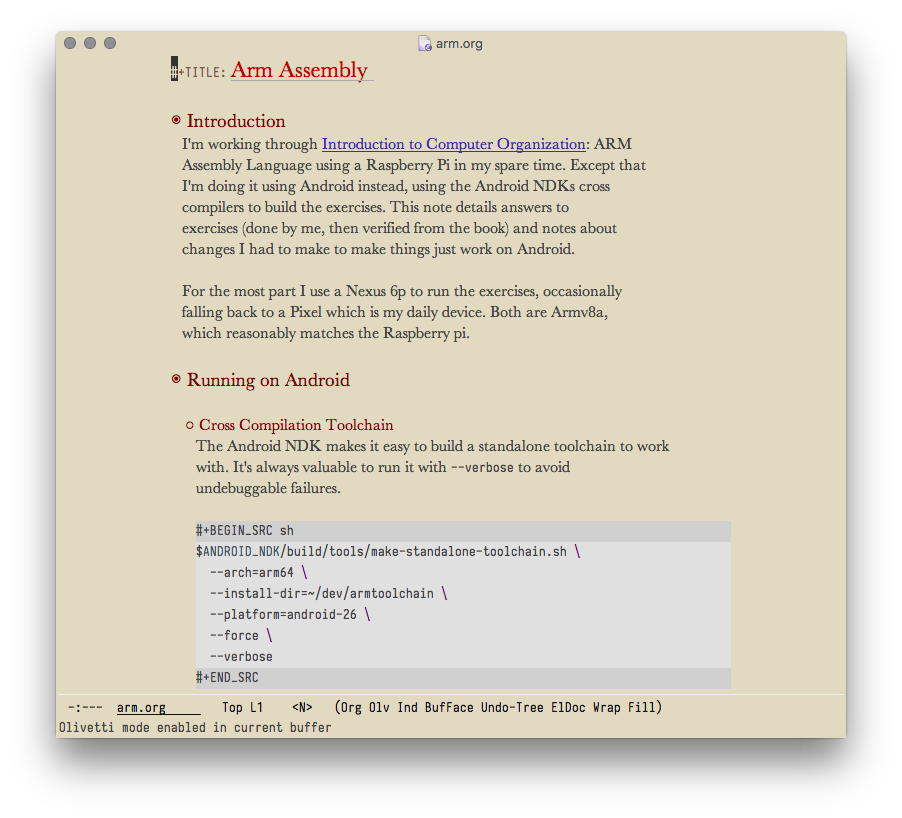 arm.org
#+TITLE: Arm Assembly
Introduction
I'm working through Introduction to Computer Organization: ARM
Assembly Language using a Raspberry Pi in my spare time. Except that
I'm doing it using Android instead, using the Android NDKs cross
compilers to build the exercises. This note details answers to
exercises (done by me, then verified from the book) and notes about
changes I had to make to make things just work on Android.
For the most part I use a Nexus 6p to run the exercises, occasionally
falling back to a Pixel which is my daily device. Both are Armv8a,
which reasonably matches the Raspberry pi.
Running on Android
Cross Compilation Toolchain
The Android NDK makes it easy to build a standalone toolchain to work
with. It's always valuable to run it with --verbose to avoid
undebuggable failures.
#+BEGIN_SRC sh
$ANDROID_NDK/build/tools/make-standalone-toolchain.sh \
--arch=arm64 \
--install-dir=~/dev/armtoolchain \
--platform=android-26 \
--force \
--verbose
#+END_SRC
-:--- arm.org Top L1 <N> (Org Olv Ind BufFace Undo-Tree ElDoc Wrap Fill)
Olivetti mode enabled in current buffer